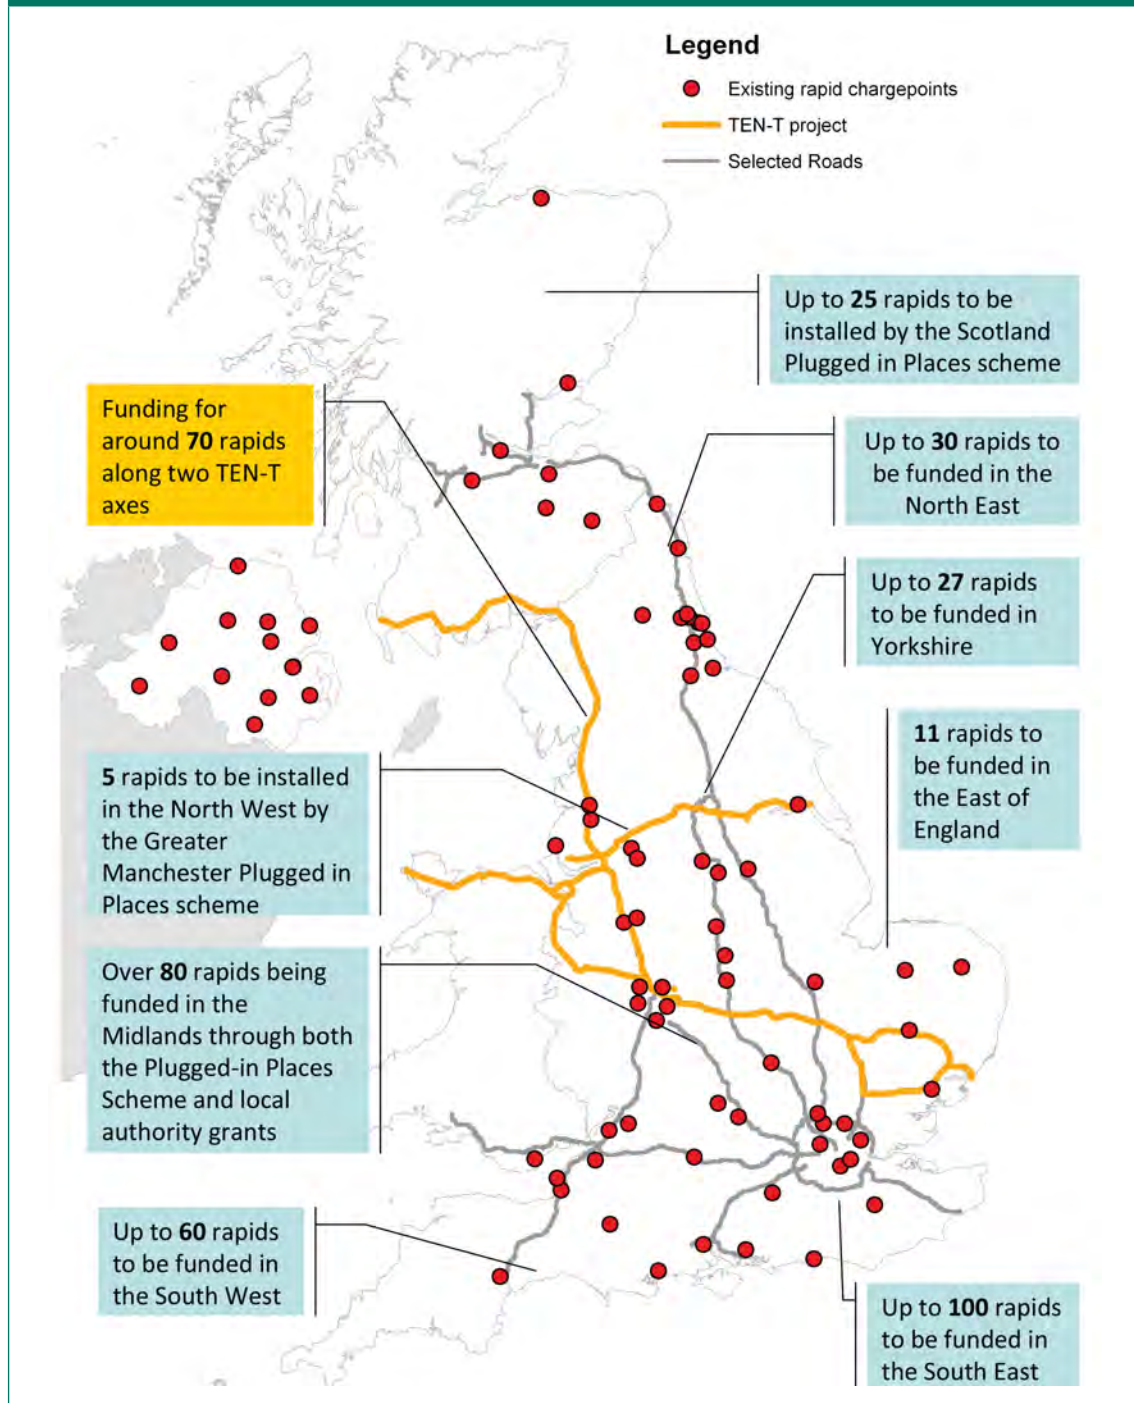 Legend
Existing rapid chargepoints
TEN-T project
Selected Roads
Up to 25 rapids to be
installed by the Scotland
Plugged in Places scheme
Funding for
around 70 rapids
along two TEN-T
axes
Up to 30 rapids to
be funded in the
North East
Up to 27 rapids
to be funded in
Yorkshire
11 rapids to
be funded in
the East of
England
5 rapids to be installed
in the North West by
the Greater
Manchester Plugged in
Places scheme
Over 80 rapids being
funded in the
Midlands through both
the Plugged-in Places
Scheme and local
authority grants
Up to 60 rapids
to be funded in
the South West
Up to 100 rapids
to be funded in
the South East